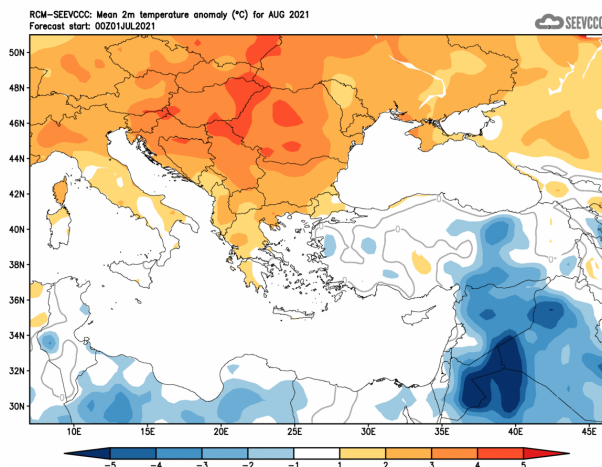 RCM-SEEVCCC: Mean 2m temperature anomaly (°C) for AUG 2021
Forecast start: 00Z01JUL2021
SEEVCCC
50N
48N
46N
44N
42N
40N
38N
36N
34N
32N
30N
10E 15E 20E 25E 30E 35E 40E 45E
-5 -4 -3 -2 -1 1 2 3 4 5